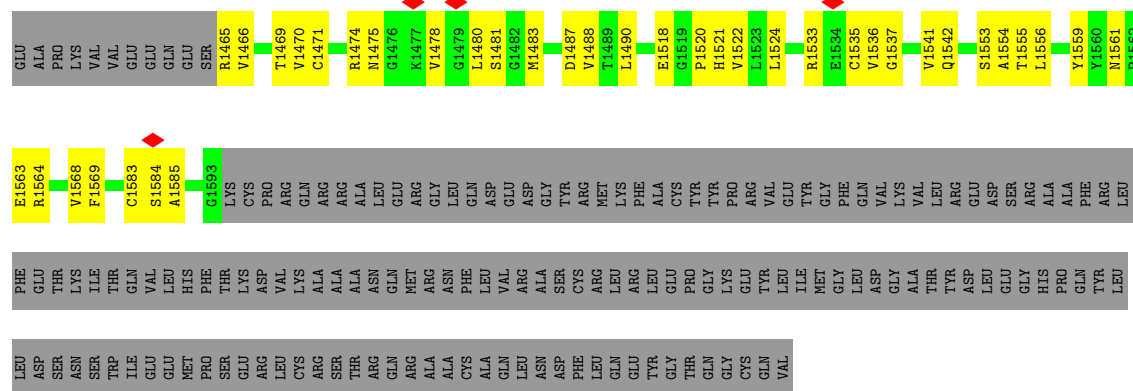 GLU ALA PRO LYS VAL VAL GLU GLU GLN GLU SER R1465 V1466 T1469 V1470 C1471 R1474 N1475 G1476 K1477 V1478 G1479 L1480 S1481 G1482 M1483 D1487 V1488 T1489 L1490 E1518 G1519 P1520 H1521 V1522 L1523 L1524 R1533 E1534 C1535 V1536 G1537 V1541 Q1542 S1553 A1554 T1555 L1556 Y1559 Y1560 N1561
E1563 R1564 V1568 F1569 C1583 S1584 A1585 G1593 LYS CYS PRO ARG GLN ARG ARG ALA LEU GLU ARG GLY LEU GLN ASP GLU ASP GLY TYR ARG MET LYS PHE ALA CYS TYR TYR PRO ARG VAL GLU TYR GLY PHE GLN VAL LYS VAL LEU ARG GLU ASP SER ARG ALA ALA PHE ARG LEU
PHE GLU THR LYS ILE THR GLN VAL LEU HIS PHE THR LYS ASP VAL LYS ALA ALA ALA ASN GLN MET ARG ASN PHE LEU VAL ARG ALA SER CYS ARG LEU ARG LEU GLU PRO GLY LYS GLU TYR LEU ILE MET GLY LEU ASP GLY ALA THR TYR ASP LEU GLU GLY HIS PRO GLN TYR LEU
LEU ASP SER ASN SER TRP ILE GLU GLU MET PRO SER GLU ARG LEU CYS ARG SER THR ARG GLN ARG ALA ALA CYS ALA GLN LEU ASN ASP PHE LEU GLN GLU TYR GLY THR GLN GLY CYS GLN VAL